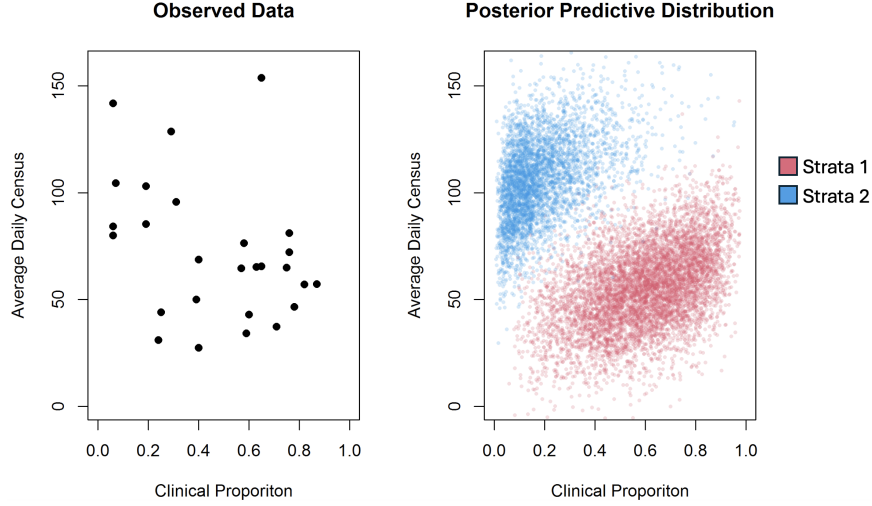 Observed Data
Average Daily Census
0
50
100
150
0.0 0.2 0.4 0.6 0.8 1.0
Clinical Proporiton
Posterior Predictive Distribution
Average Daily Census
0
50
100
150
0.0 0.2 0.4 0.6 0.8 1.0
Clinical Proporiton
Strata 1
Strata 2